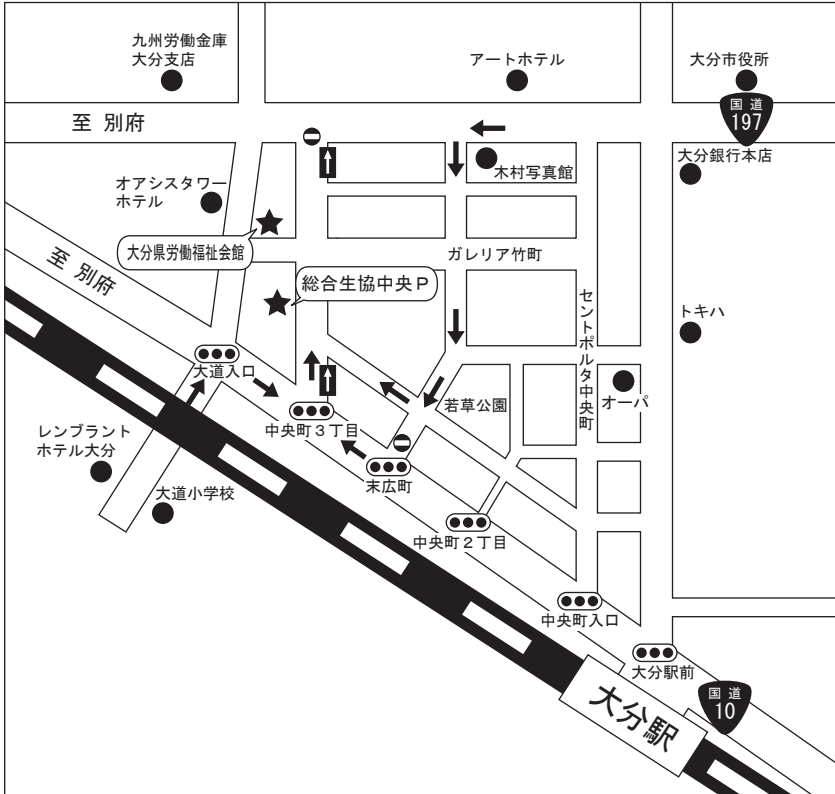 九州労働金庫
大分支店
アートホテル
大分市役所
国道
197
至 別府
木村写真館
大分銀行本店
オアシスタワー
ホテル
大分県労働福祉会館
ガレリア竹町
至 別府
総合生協中央P
セントポルタ中央町
トキハ
大道入口
若草公園
オーパ
中央町3丁目
レンブラント
ホテル大分
末広町
大道小学校
中央町2丁目
中央町入口
大分駅前
国道
10
大分駅